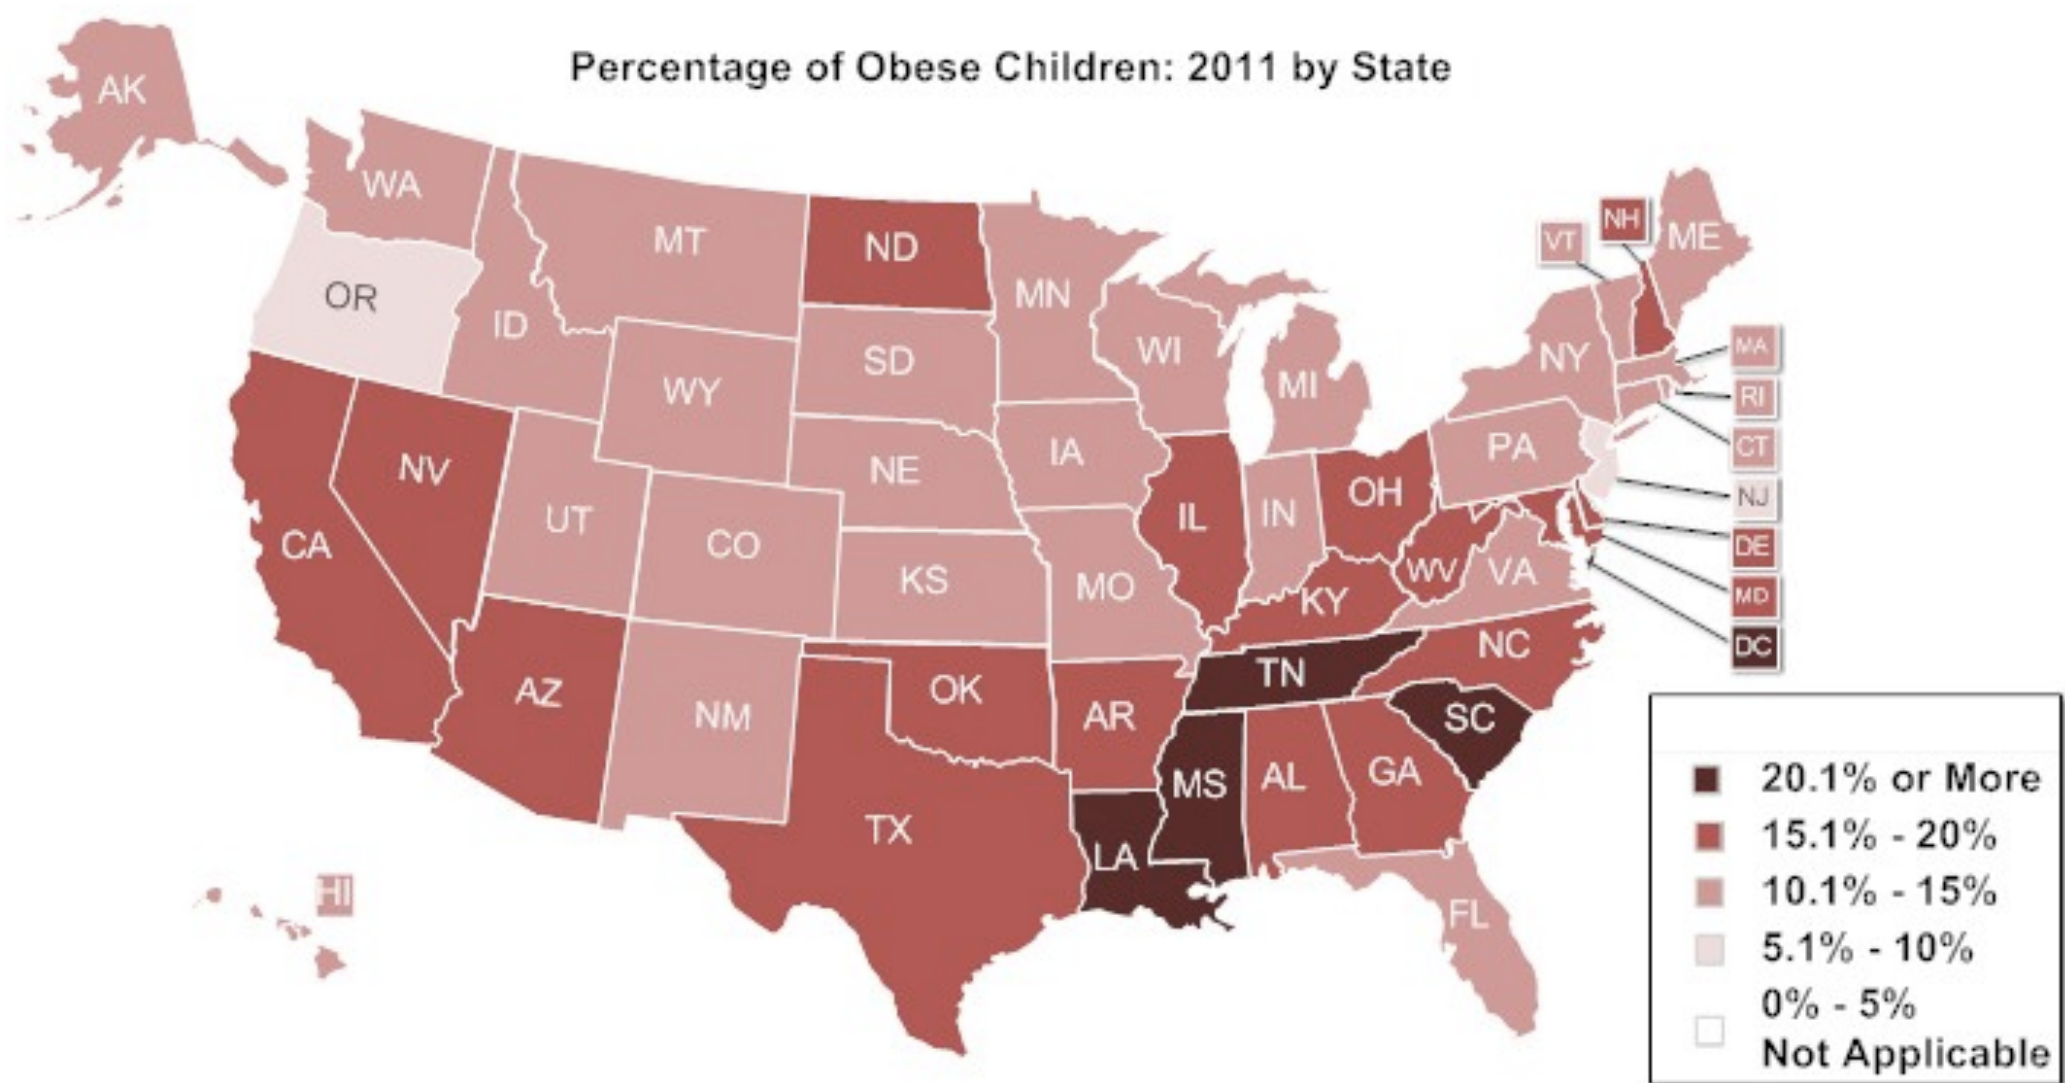 Percentage of Obese Children: 2011 by State
AK
WA
MT
ND
MN
VT
NH
ME
OR
ID
SD
WI
MI
NY
MA
WY
RI
IA
PA
CT
NV
NE
NJ
UT
CO
IL
IN
OH
DE
CA
KS
MO
KY
WV
VA
MD
DC
AZ
NM
OK
AR
TN
NC
SC
TX
LA
MS
AL
GA
HI
FL
20.1% or More
15.1% - 20%
10.1% - 15%
5.1% - 10%
0% - 5%
Not Applicable